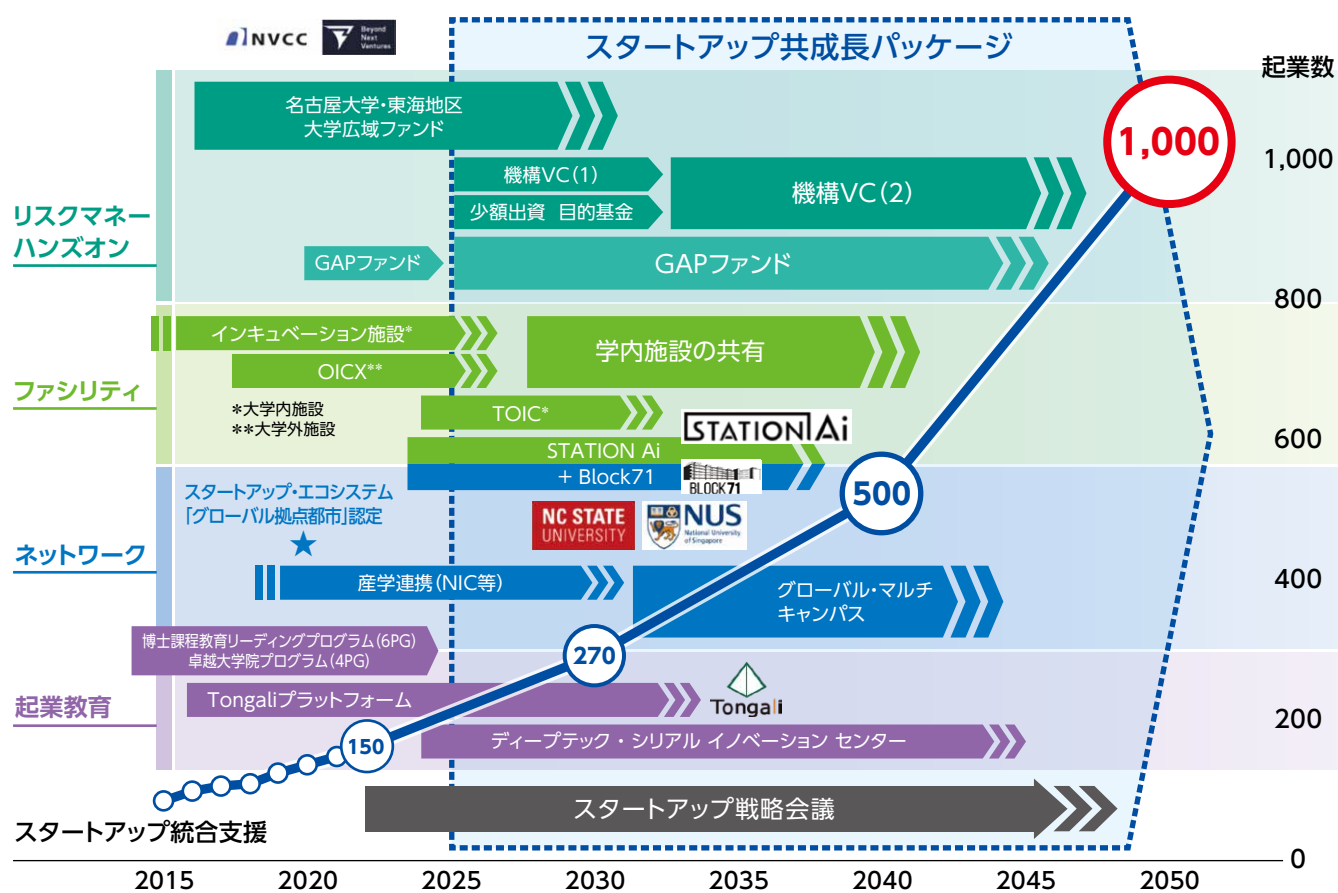 NVCC
Beyond
Next
Ventures
スタートアップ共成長パッケージ
起業数
名古屋大学・東海地区
大学広域ファンド
1,000
1,000
機構VC(1)
機構VC(2)
少額出資 目的基金
リスクマネー
ハンズオン
GAPファンド
GAPファンド
800
インキュベーション施設*
学内施設の共有
OICX**
ファシリティ
*大学内施設
**大学外施設
TOIC*
STATION Ai
600
STATION Ai
+ Block71
BLOCK71
スタートアップ・エコシステム
「グローバル拠点都市」認定
500
NC STATE
UNIVERSITY
NUS
National University
of Singapore
ネットワーク
産学連携(NIC等)
グローバル・マルチ
キャンパス
400
博士課程教育リーディングプログラム(6PG)
卓越大学院プログラム(4PG)
270
起業教育
Tongaliプラットフォーム
Tongali
200
150
ディープテック・シリアル イノベーション センター
スタートアップ戦略会議
スタートアップ統合支援
0
2015
2020
2025
2030
2035
2040
2045
2050